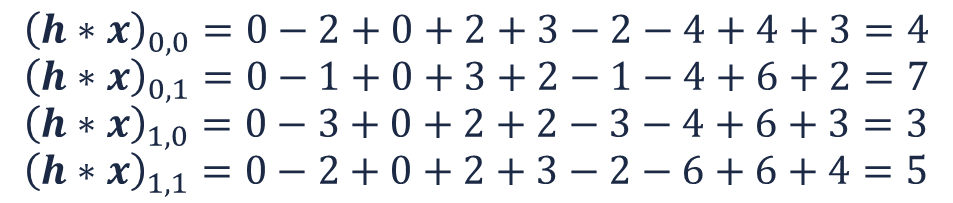 (h ∗ x)₀,₀ = 0 − 2 + 0 + 2 + 3 − 2 − 4 + 4 + 3 = 4
(h ∗ x)₀,₁ = 0 − 1 + 0 + 3 + 2 − 1 − 4 + 6 + 2 = 7
(h ∗ x)₁,₀ = 0 − 3 + 0 + 2 + 2 − 3 − 4 + 6 + 3 = 3
(h ∗ x)₁,₁ = 0 − 2 + 0 + 2 + 3 − 2 − 6 + 6 + 4 = 5